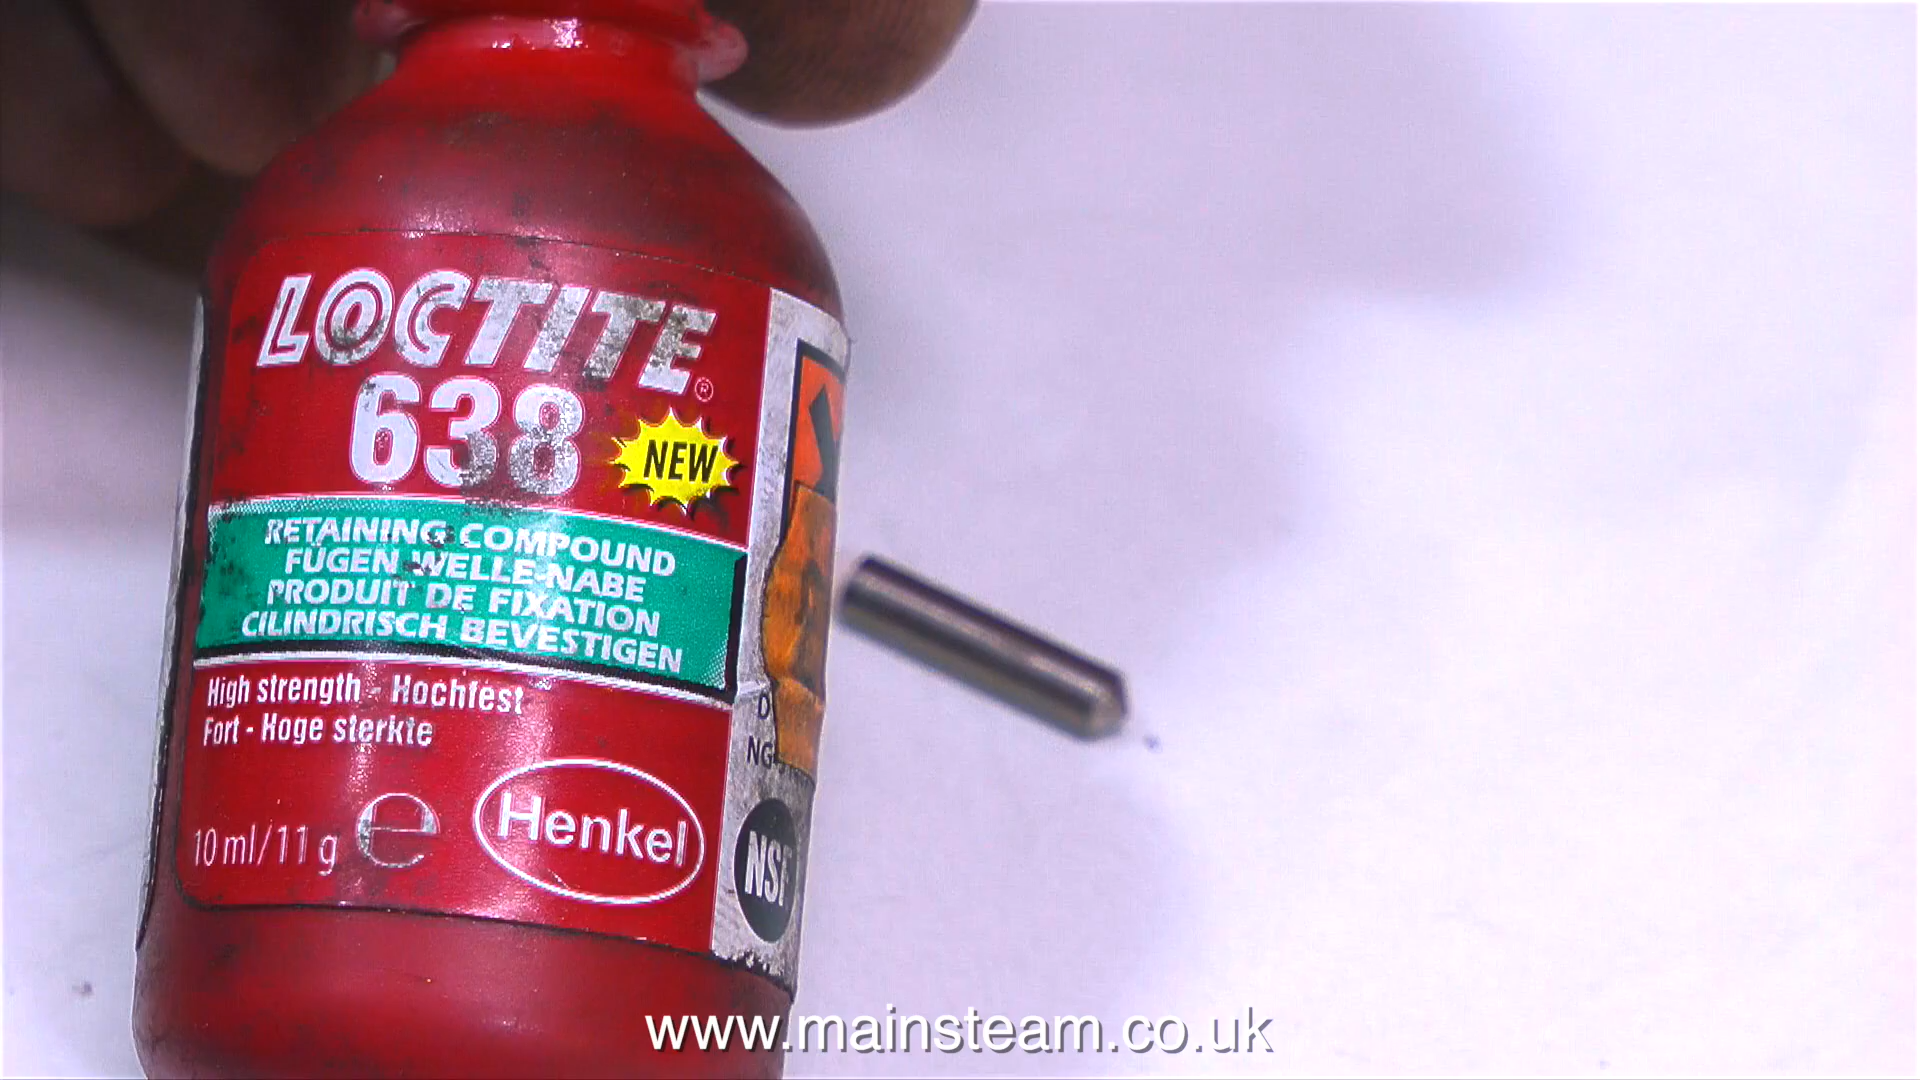 LOCTITE®
638
NEW
RETAINING COMPOUND
FÜGEN WELLE-NABE
PRODUIT DE FIXATION
CILINDRISCH BEVESTIGEN
High strength - Hochfest
Fort - Hoge sterkte
10 ml/11 g e
Henkel
NSF
www.mainsteam.co.uk